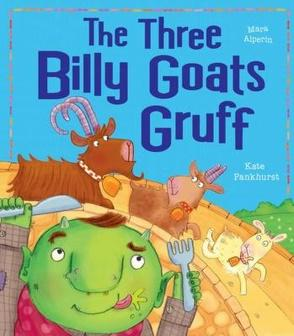 The Three
Mara
Alperin
Billy Goats
Gruff
Kate
Pankhurst